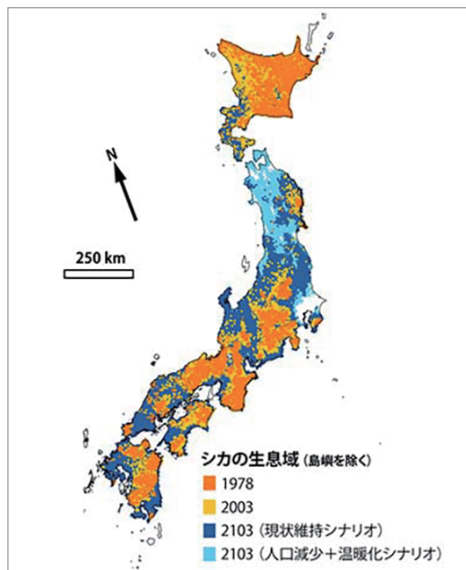 N
250 km
シカの生息域 (島嶼を除く)
1978
2003
2103 (現状維持シナリオ)
2103 (人口減少＋温暖化シナリオ)